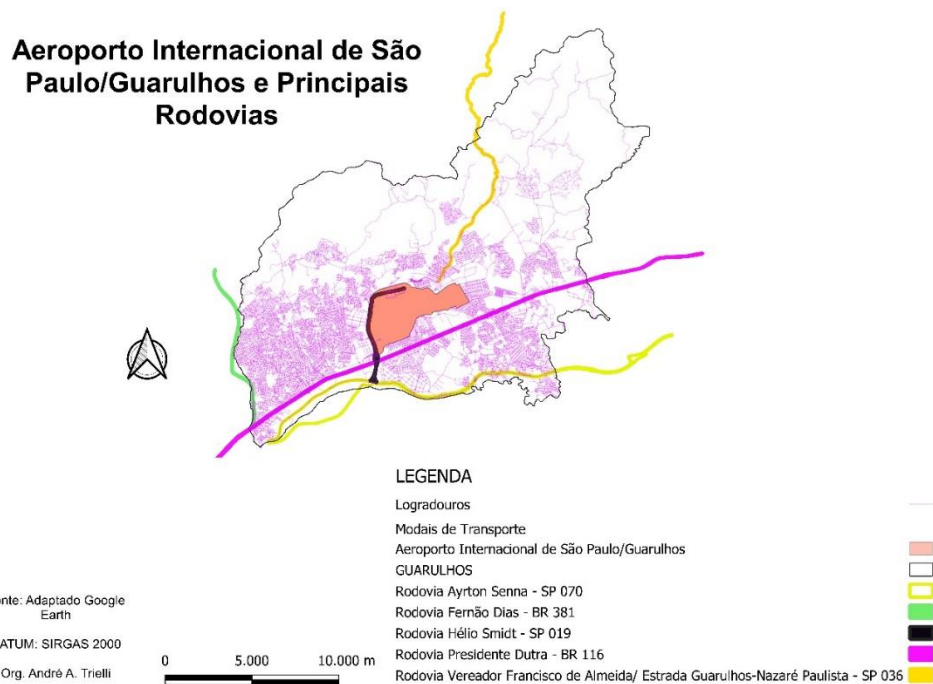 Aeroporto Internacional de São
Paulo/Guarulhos e Principais
Rodovias
LEGENDA
Logradouros
Modais de Transporte
Aeroporto Internacional de São Paulo/Guarulhos
GUARULHOS
Rodovia Ayrton Senna - SP 070
Rodovia Fernão Dias - BR 381
Rodovia Hélio Smidt - SP 019
Rodovia Presidente Dutra - BR 116
Rodovia Vereador Francisco de Almeida/ Estrada Guarulhos-Nazaré Paulista - SP 036
nte: Adaptado Google
Earth
ATUM: SIRGAS 2000
Org. André A. Trielli
0 5.000 10.000 m